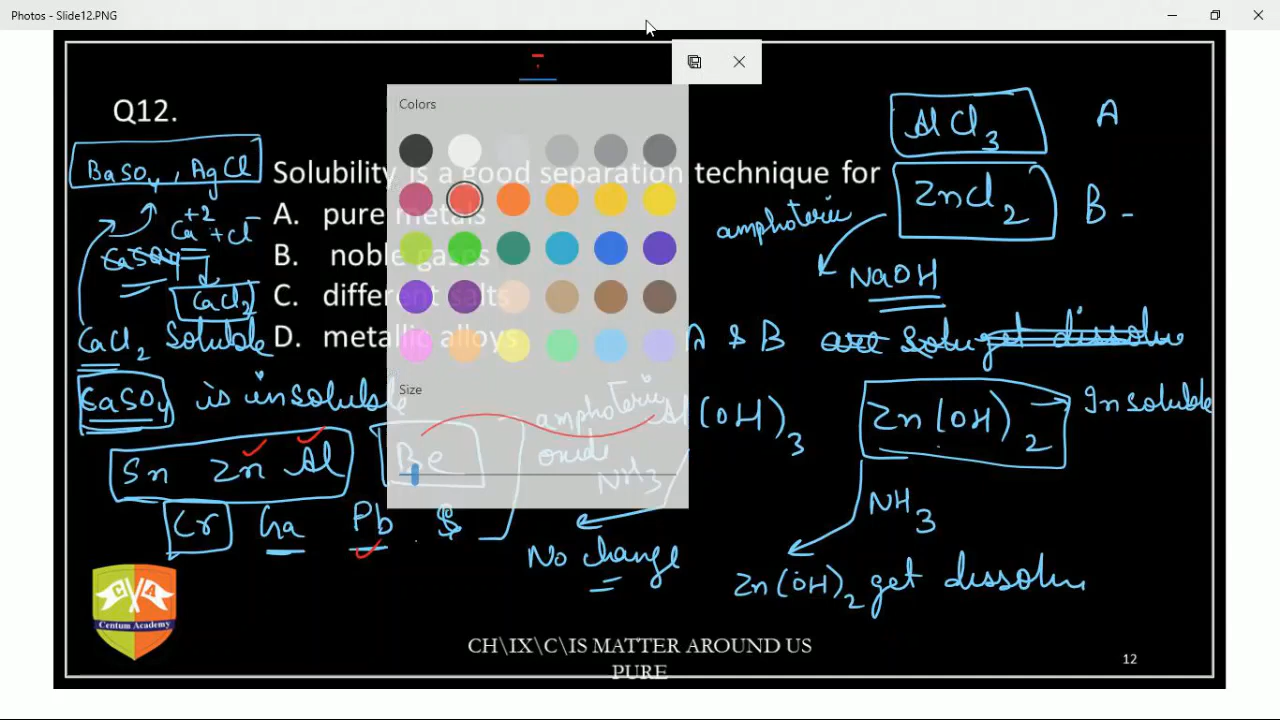 Photos - Slide12.PNG
Q12.
Colors
AlCl3 A
BaSO4, AgCl
Solubility is a good separation technique for
ZnCl2 B -
A. pure metals
amphoteric
Ca+2 + Cl-
CaSO4
B. noble gases
NaOH
C. different salts
CaCl2
CaCl2 Soluble
D. metallic alloys
A & B are solu get dissolve
Size
CaSO4 is insoluble
amphoteric
oxide
Al(OH)3
Zn(OH)2 Insoluble
Sn Zn Al Be
NH3
NH3
Cr Ga Pb
No change
Zn(OH)2 get dissolve
C A
Centum Academy
CH\IX\C\IS MATTER AROUND US
PURE
12